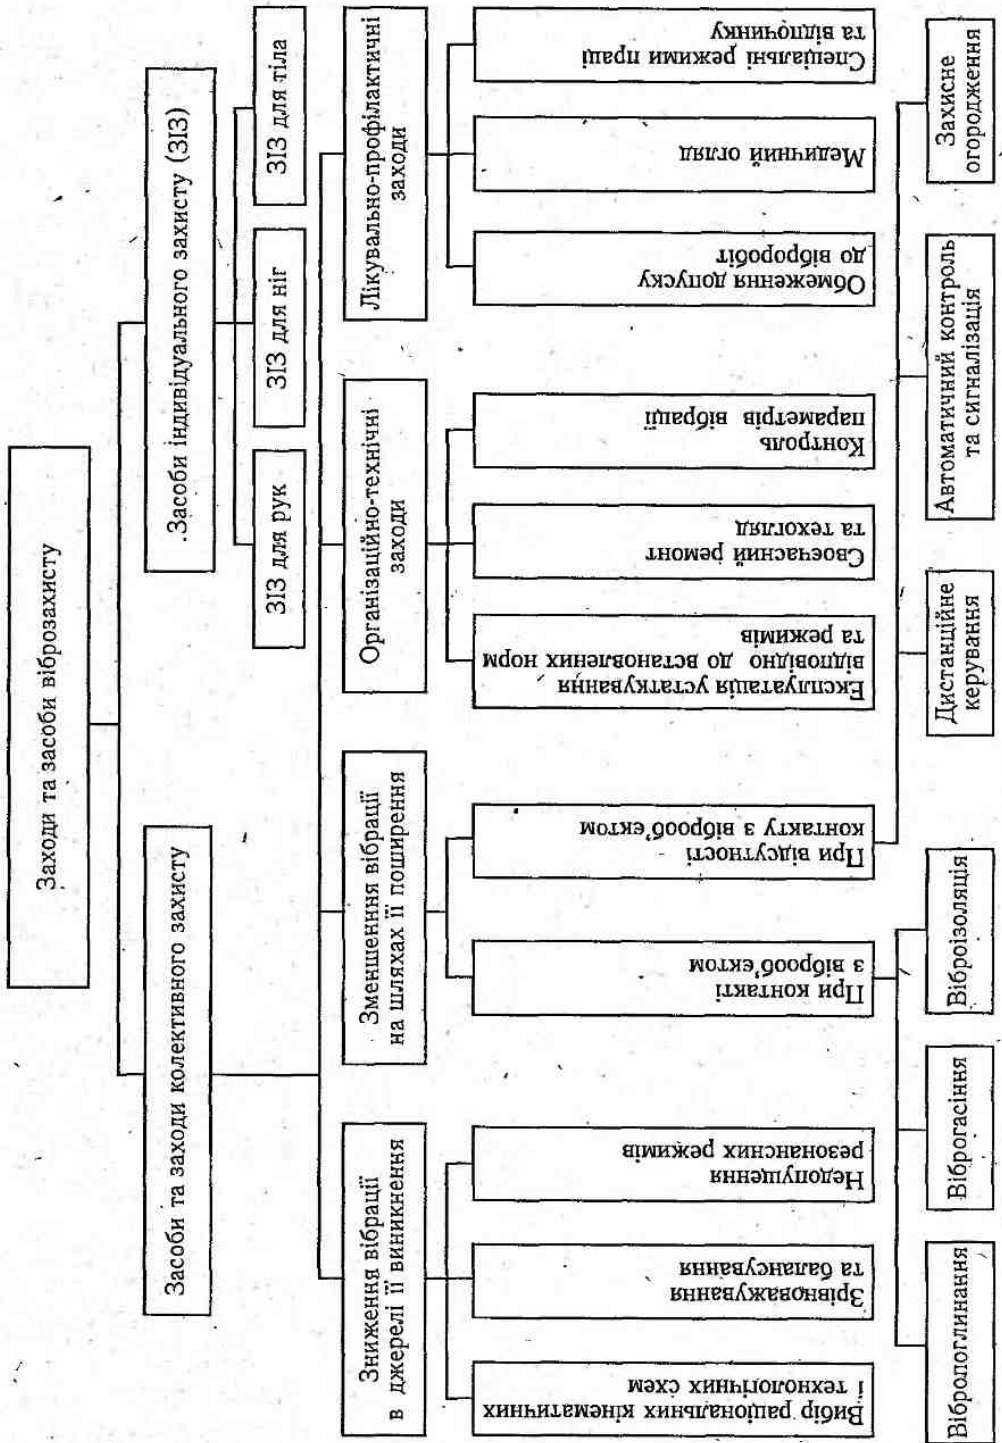 Заходи та засоби віброзахисту
Засоби та заходи колективного захисту
Засоби індивідуального захисту (ЗІЗ)
ЗІЗ для рук
ЗІЗ для ніг
ЗІЗ для тіла
Зниження вібрації
в джерелі її виникнення
Зменшення вібрації
на шляхах її поширення
Організаційно-технічні
заходи
Лікувально-профілактичні
заходи
Вибір раціональних кінематичних
і технологічних схем
Зрівноважування
та балансування
Недопущення
резонансних режимів
При контакті
з віброоб'єктом
При відсутності
контакту з віброоб'єктом
Експлуатація устаткування
відповідно до встановлених норм
та режимів
Своєчасний ремонт
та техогляд
Контроль
параметрів вібрації
Обмеження допуску
до віброробіт
Медичний огляд
Спеціальні режими праці
та відпочинку
Вібропоглинання
Віброгасіння
Віброізоляція
Дистанційне
керування
Автоматичний контроль
та сигналізація
Захисне
огородження